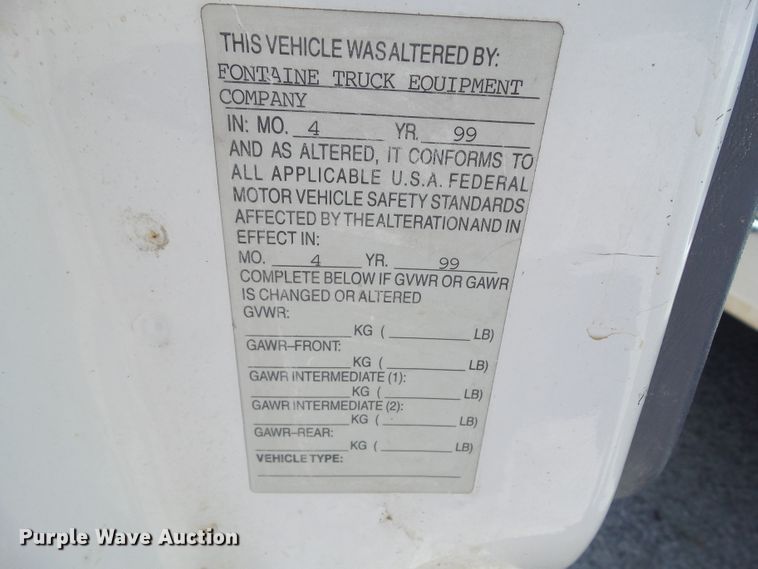 THIS VEHICLE WAS ALTERED BY:
FONTAINE TRUCK EQUIPMENT
COMPANY
IN: MO. 4 YR. 99
AND AS ALTERED, IT CONFORMS TO
ALL APPLICABLE U.S.A. FEDERAL
MOTOR VEHICLE SAFETY STANDARDS
AFFECTED BY THE ALTERATION AND IN
EFFECT IN:
MO. 4 YR. 99
COMPLETE BELOW IF GVWR OR GAWR
IS CHANGED OR ALTERED
GVWR:
KG ( LB)
GAWR-FRONT:
KG ( LB)
GAWR INTERMEDIATE (1):
KG ( LB)
GAWR INTERMEDIATE (2):
KG ( LB)
GAWR-REAR:
KG ( LB)
VEHICLE TYPE:
Purple Wave Auction